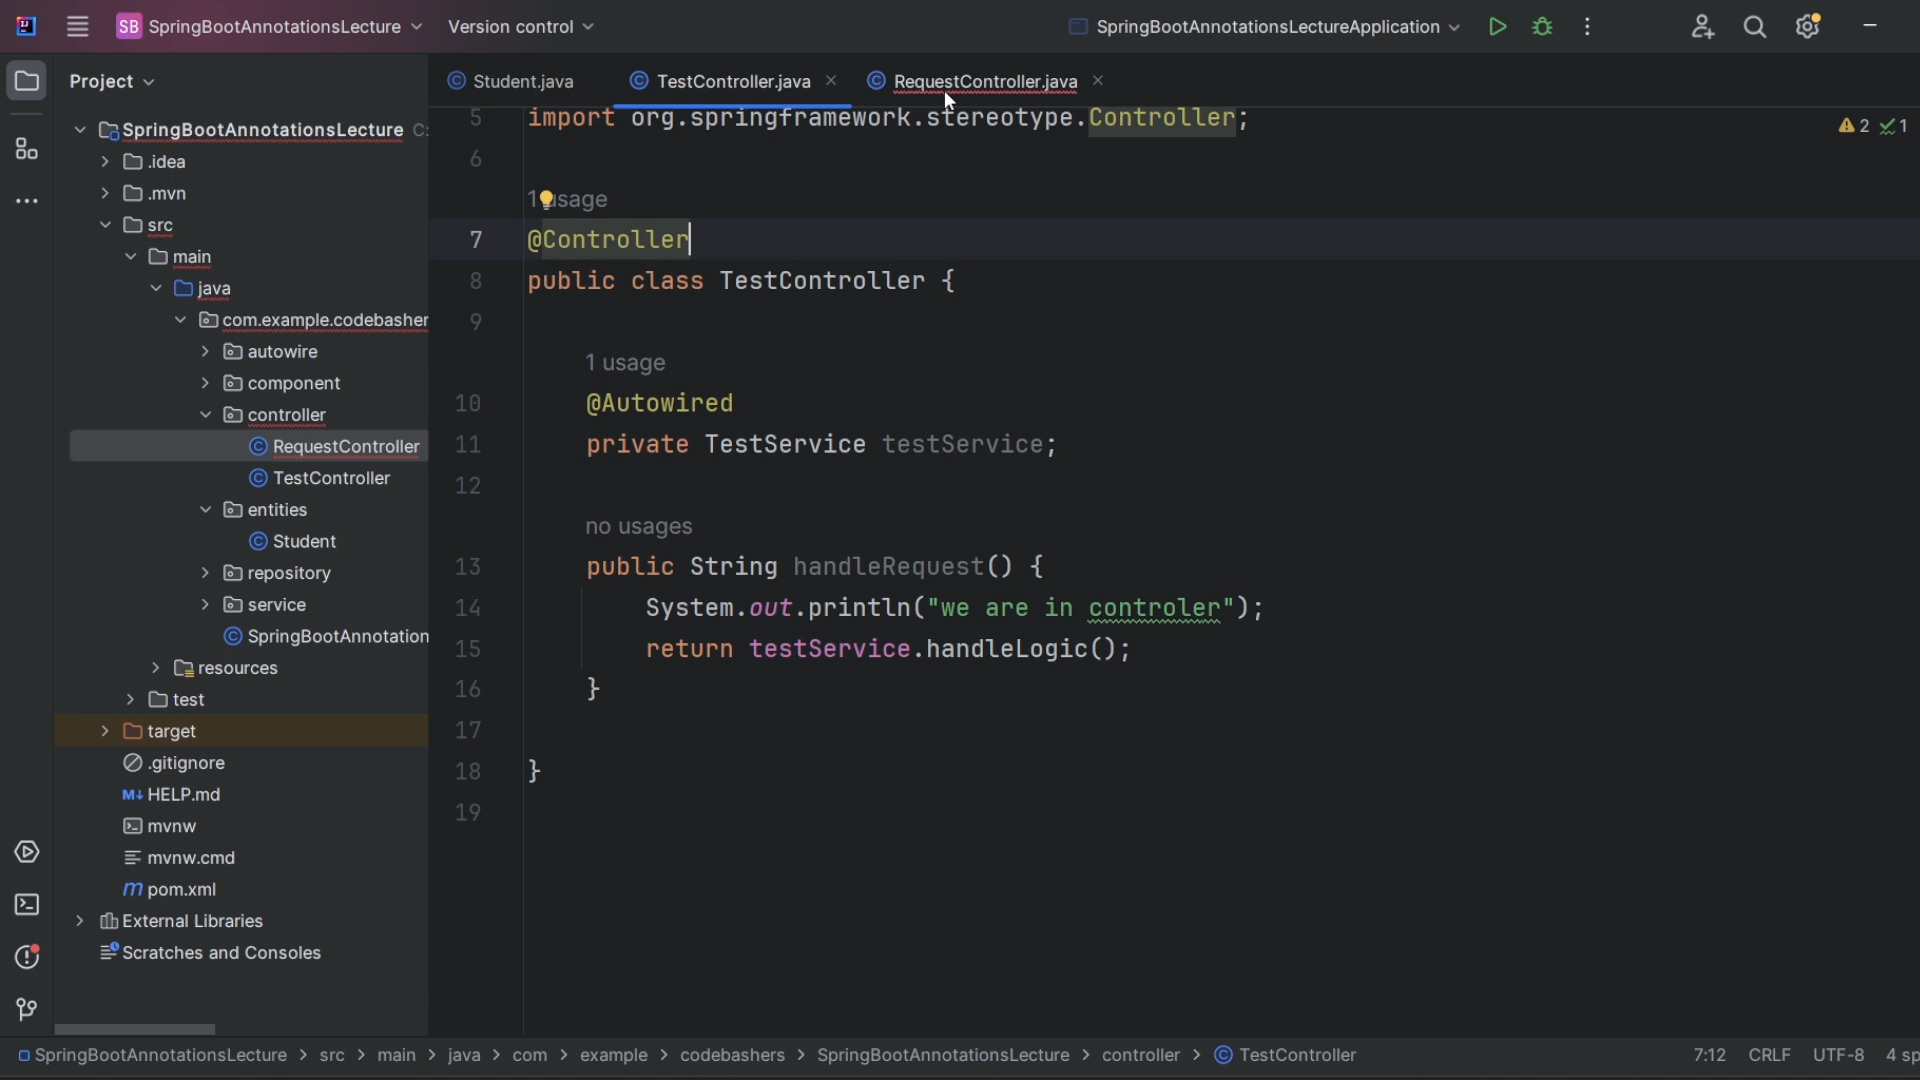 SB SpringBootAnnotationsLecture Version control SpringBootAnnotationsLectureApplication
Project
Student.java TestController.java RequestController.java
SpringBootAnnotationsLecture C:
.idea
.mvn
src
main
java
com.example.codebasher
autowire
component
controller
RequestController
TestController
entities
Student
repository
service
SpringBootAnnotation
resources
test
target
.gitignore
HELP.md
mvnw
mvnw.cmd
pom.xml
External Libraries
Scratches and Consoles
5 import org.springframework.stereotype.Controller;
2 1
6
1 usage
7 @Controller
8 public class TestController {
9
1 usage
10 @Autowired
11 private TestService testService;
12
no usages
13 public String handleRequest() {
14 System.out.println("we are in controler");
15 return testService.handleLogic();
16 }
17
18 }
19
SpringBootAnnotationsLecture > src > main > java > com > example > codebashers > SpringBootAnnotationsLecture > controller > TestController 7:12 CRLF UTF-8 4 sp